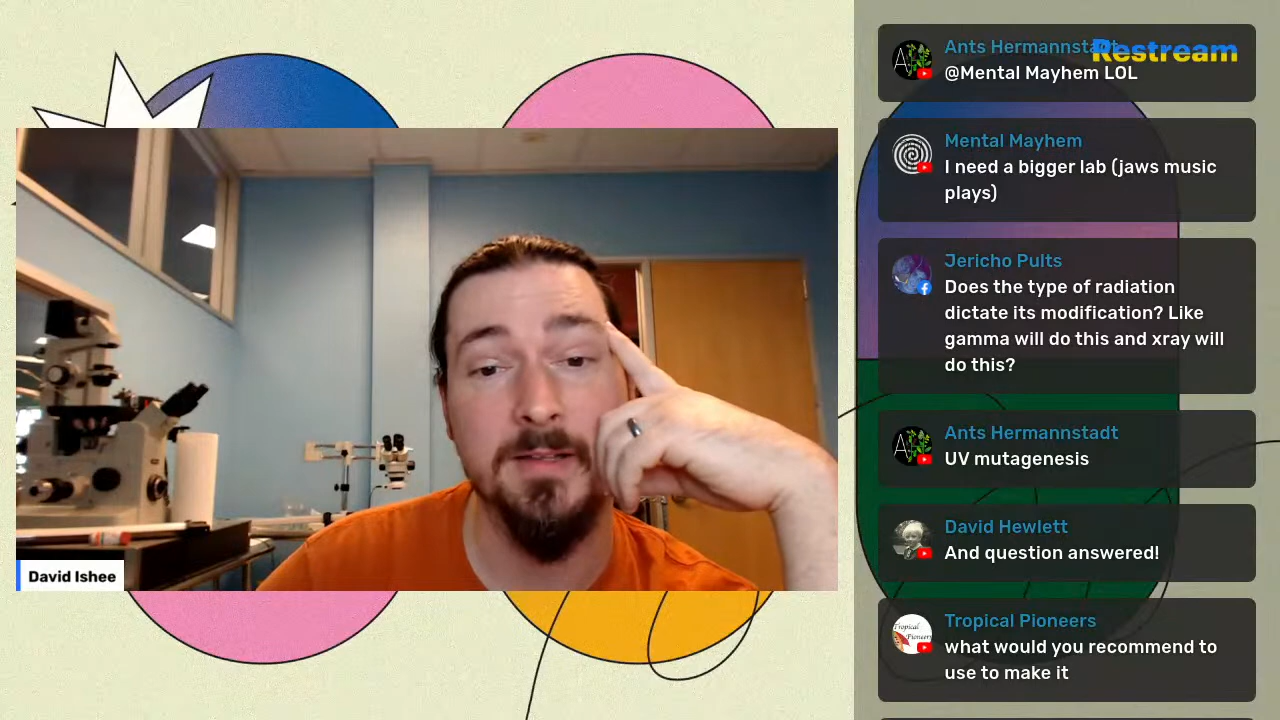 Ants Hermannstadt
Restream
@Mental Mayhem LOL
Mental Mayhem
I need a bigger lab (jaws music
plays)
Jericho Pults
Does the type of radiation
dictate its modification? Like
gamma will do this and xray will
do this?
Ants Hermannstadt
UV mutagenesis
David Hewlett
And question answered!
Tropical Pioneers
what would you recommend to
use to make it
David Ishee